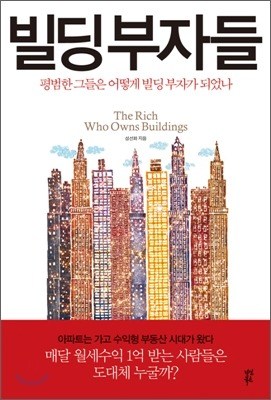 빌딩부자들
평범한 그들은 어떻게 빌딩 부자가 되었나
The Rich
Who Owns Buildings
성선화 지음
아파트는 가고 수익형 부동산 시대가 왔다
매달 월세수익 1억 받는 사람들은
도대체 누굴까?